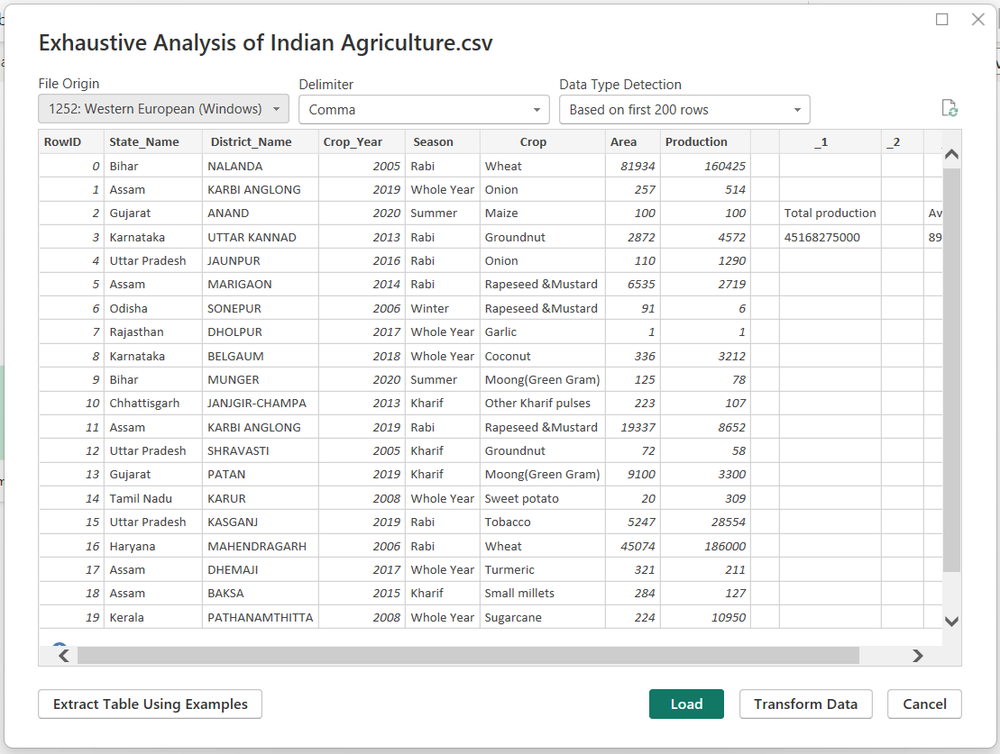 Exhaustive Analysis of Indian Agriculture.csv
File Origin Delimiter Data Type Detection
1252: Western European (Windows) Comma Based on first 200 rows
RowID State_Name District_Name Crop_Year Season Crop Area Production _1 _2
0 Bihar NALANDA 2005 Rabi Wheat 81934 160425
1 Assam KARBI ANGLONG 2019 Whole Year Onion 257 514
2 Gujarat ANAND 2020 Summer Maize 100 100 Total production Av
3 Karnataka UTTAR KANNAD 2013 Rabi Groundnut 2872 4572 45168275000 89
4 Uttar Pradesh JAUNPUR 2016 Rabi Onion 110 1290
5 Assam MARIGAON 2014 Rabi Rapeseed &Mustard 6535 2719
6 Odisha SONEPUR 2006 Winter Rapeseed &Mustard 91 6
7 Rajasthan DHOLPUR 2017 Whole Year Garlic 1 1
8 Karnataka BELGAUM 2018 Whole Year Coconut 336 3212
9 Bihar MUNGER 2020 Summer Moong(Green Gram) 125 78
10 Chhattisgarh JANJGIR-CHAMPA 2013 Kharif Other Kharif pulses 223 107
11 Assam KARBI ANGLONG 2019 Rabi Rapeseed &Mustard 19337 8652
12 Uttar Pradesh SHRAVASTI 2005 Kharif Groundnut 72 58
13 Gujarat PATAN 2019 Kharif Moong(Green Gram) 9100 3300
14 Tamil Nadu KARUR 2008 Whole Year Sweet potato 20 309
15 Uttar Pradesh KASGANJ 2019 Rabi Tobacco 5247 28554
16 Haryana MAHENDRAGARH 2006 Rabi Wheat 45074 186000
17 Assam DHEMAJI 2017 Whole Year Turmeric 321 211
18 Assam BAKSA 2015 Kharif Small millets 284 127
19 Kerala PATHANAMTHITTA 2008 Whole Year Sugarcane 224 10950
Extract Table Using Examples Load Transform Data Cancel